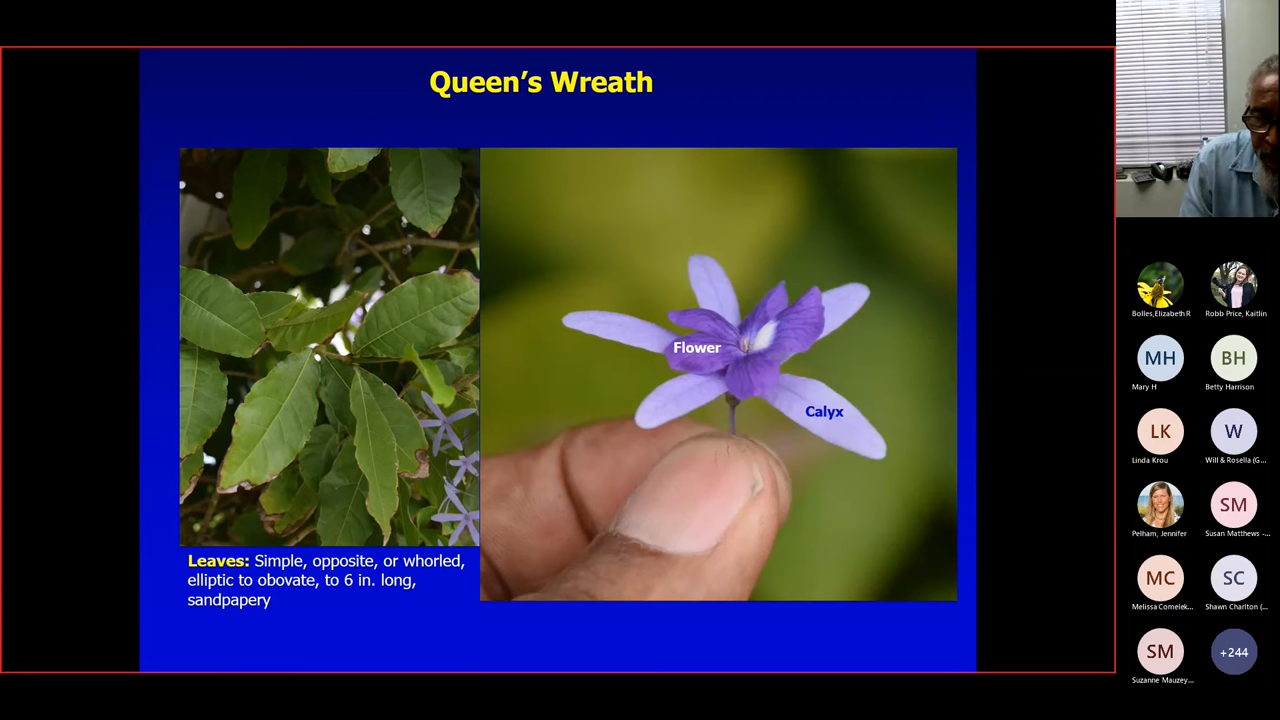 Queen's Wreath
Flower
Calyx
Leaves: Simple, opposite, or whorled,
elliptic to obovate, to 6 in. long,
sandpapery
Bolles,Elizabeth R
Robb Price, Kaitlin
MH
BH
Mary H
Betty Harrison
LK
W
Linda Krou
Will & Rosella (G...
SM
Pelham, Jennifer
Susan Matthews -...
MC
SC
Melissa Comelek...
Shawn Charlton (...
SM
+244
Suzanne Mauzey...